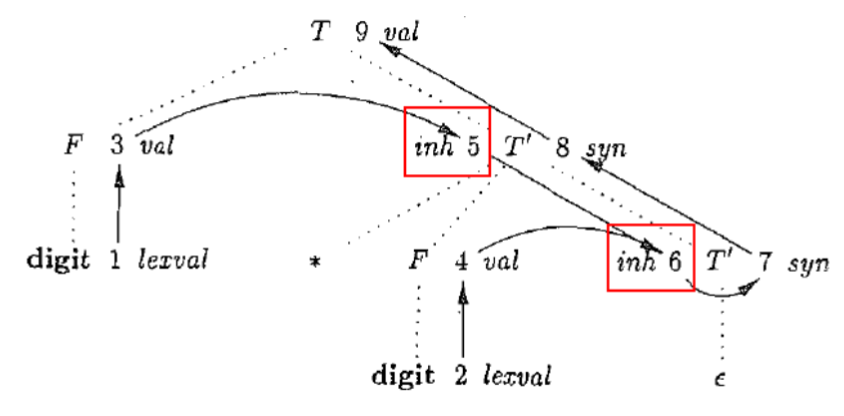 T 9 val
F 3 val inh 5 T′ 8 syn
digit 1 lexval * F 4 val inh 6 T′ 7 syn
digit 2 lexval ϵ